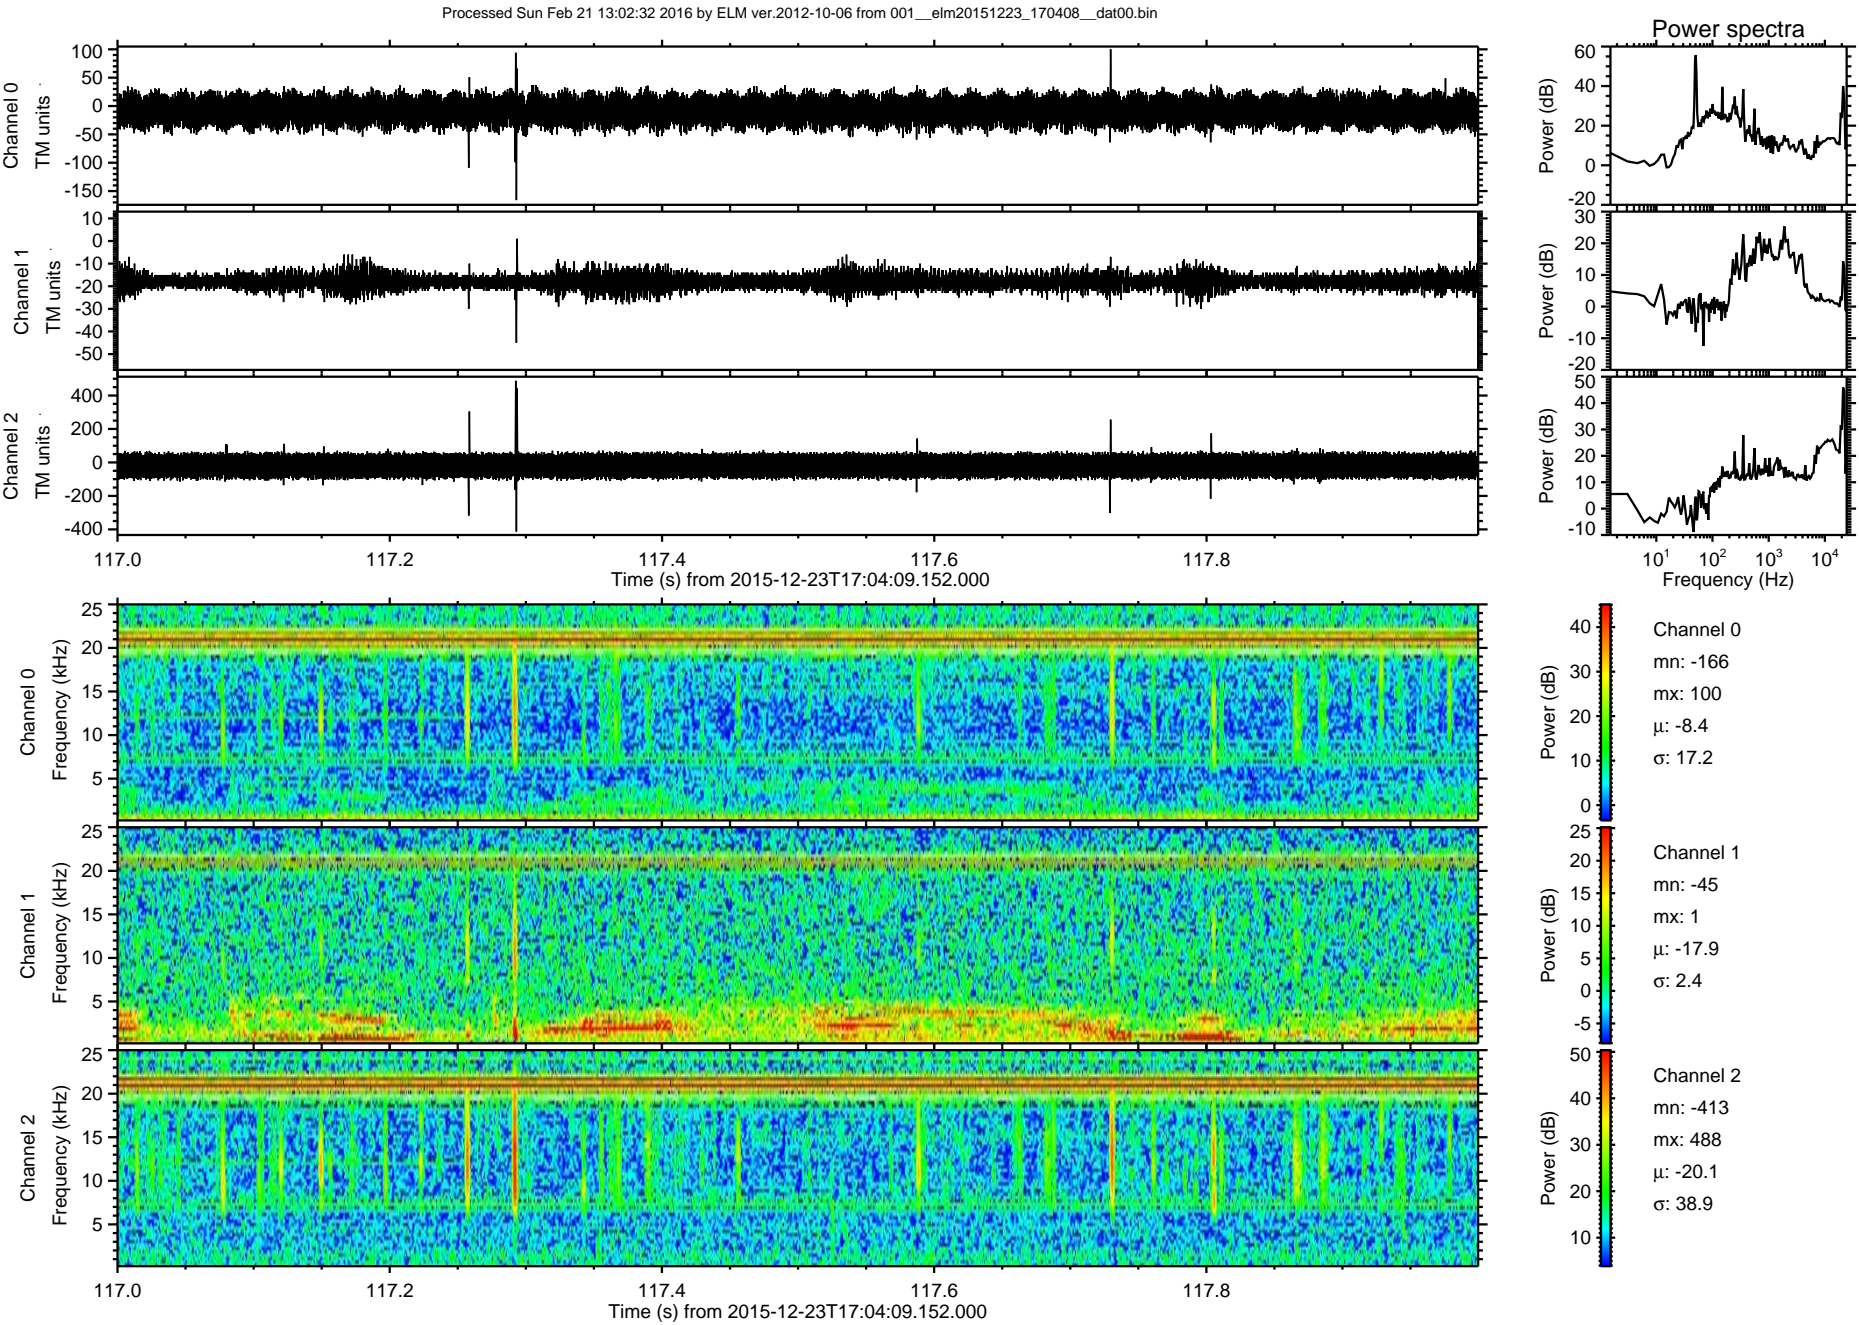 Processed Sun Feb 21 13:02:32 2016 by ELM ver.2012-10-06 from 001__elm20151223_170408__dat00.bin
Power spectra
Channel 0
TM units
100
50
0
-50
-100
-150
Power (dB)
60
40
20
0
-20
Channel 1
TM units
10
0
-10
-20
-30
-40
-50
Power (dB)
30
20
10
0
-10
-20
Channel 2
TM units
400
200
0
-200
-400
Power (dB)
50
40
30
20
10
0
-10
117.0 117.2 117.4 117.6 117.8
Time (s) from 2015-12-23T17:04:09.152.000
10¹ 10² 10³ 10⁴
Frequency (Hz)
Channel 0
Frequency (kHz)
25
20
15
10
5
Power (dB)
40
30
20
10
0
Channel 0
mn: -166
mx: 100
μ: -8.4
σ: 17.2
Channel 1
Frequency (kHz)
25
20
15
10
5
Power (dB)
25
20
15
10
5
0
-5
Channel 1
mn: -45
mx: 1
μ: -17.9
σ: 2.4
Channel 2
Frequency (kHz)
25
20
15
10
5
Power (dB)
50
40
30
20
10
Channel 2
mn: -413
mx: 488
μ: -20.1
σ: 38.9
117.0 117.2 117.4 117.6 117.8
Time (s) from 2015-12-23T17:04:09.152.000